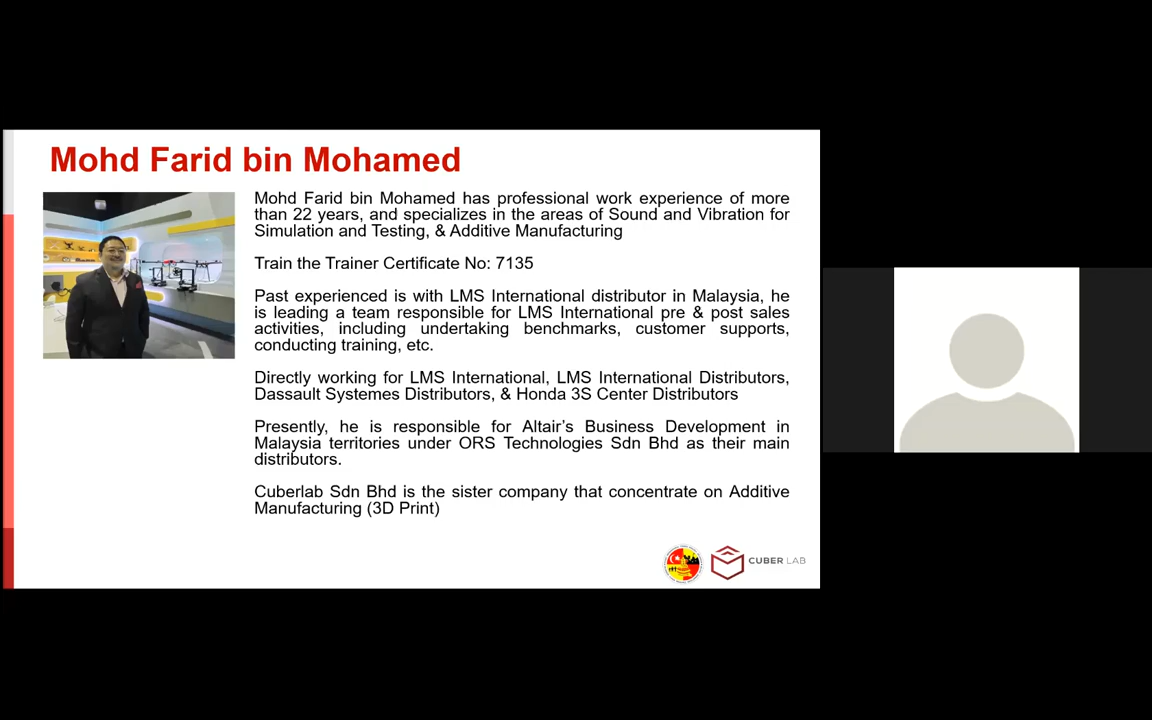 Mohd Farid bin Mohamed
Mohd Farid bin Mohamed has professional work experience of more
than 22 years, and specializes in the areas of Sound and Vibration for
Simulation and Testing, & Additive Manufacturing
Train the Trainer Certificate No: 7135
Past experienced is with LMS International distributor in Malaysia, he
is leading a team responsible for LMS International pre & post sales
activities, including undertaking benchmarks, customer supports,
conducting training, etc.
Directly working for LMS International, LMS International Distributors,
Dassault Systemes Distributors, & Honda 3S Center Distributors
Presently, he is responsible for Altair’s Business Development in
Malaysia territories under ORS Technologies Sdn Bhd as their main
distributors.
Cuberlab Sdn Bhd is the sister company that concentrate on Additive
Manufacturing (3D Print)
CUBER LAB